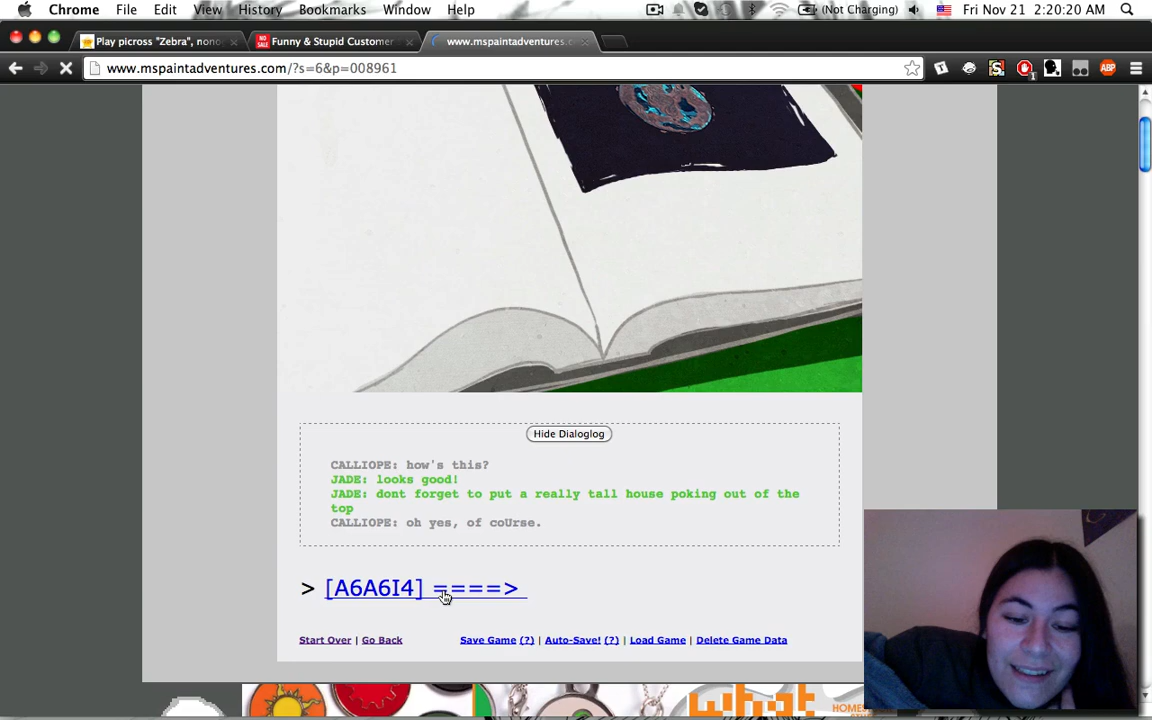 Chrome File Edit View History Bookmarks Window Help (Not Charging) Fri Nov 21 2:20:20 AM
Play picross "Zebra", nono Funny & Stupid Customer www.mspaintadventures.c
www.mspaintadventures.com/?s=6&p=008961
Hide Dialoglog
CALLIOPE: how's this?
JADE: looks good!
JADE: dont forget to put a really tall house poking out of the
top
CALLIOPE: oh yes, of coUrse.
> [A6A6I4] ====>
Start Over | Go Back Save Game (?) | Auto-Save! (?) | Load Game | Delete Game Data
what
HOMES